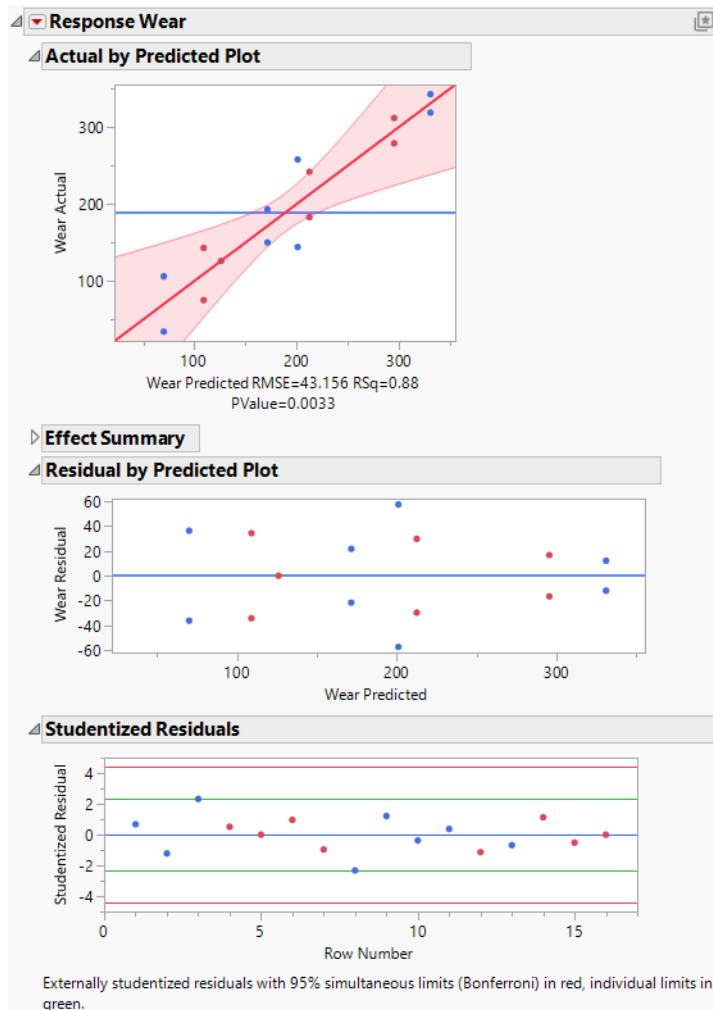 Response Wear
Actual by Predicted Plot
300
200
100
Wear Actual
100 200 300
Wear Predicted RMSE=43.156 RSq=0.88
PValue=0.0033
Effect Summary
Residual by Predicted Plot
60
40
20
0
-20
-40
-60
Wear Residual
100 200 300
Wear Predicted
Studentized Residuals
4
2
0
-2
-4
Studentized Residual
0 5 10 15
Row Number
Externally studentized residuals with 95% simultaneous limits (Bonferroni) in red, individual limits in
green.